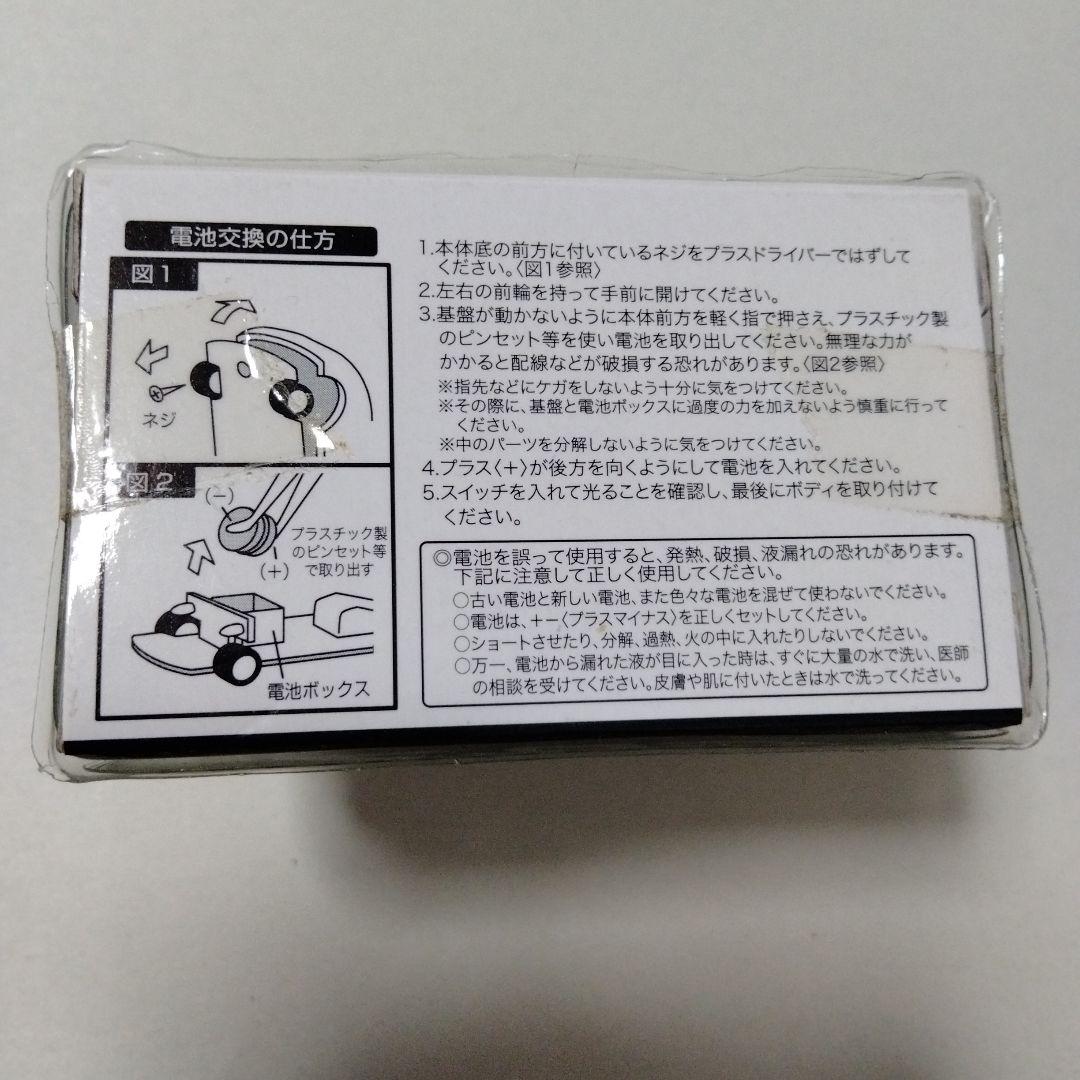 電池交換の仕方
図1
ネジ
図2
(−)
プラスチック製
のピンセット等
で取り出す
(+)
電池ボックス
1.本体底の前方に付いているネジをプラスドライバーではずして
ください。〈図1参照〉
2.左右の前輪を持って手前に開けてください。
3.基盤が動かないように本体前方を軽く指で押さえ、プラスチック製
のピンセット等を使い電池を取り出してください。無理な力が
かかると配線などが破損する恐れがあります。〈図2参照〉
※指先などにケガをしないよう十分に気をつけてください。
※その際に、基盤と電池ボックスに過度の力を加えないよう慎重に行って
ください。
※中のパーツを分解しないように気をつけてください。
4.プラス〈+〉が後方を向くようにして電池を入れてください。
5.スイッチを入れて光ることを確認し、最後にボディを取り付けて
ください。
◎電池を誤って使用すると、発熱、破損、液漏れの恐れがあります。
下記に注意して正しく使用してください。
○古い電池と新しい電池、また色々な電池を混ぜて使わないでください。
○電池は、+−〈プラスマイナス〉を正しくセットしてください。
○ショートさせたり、分解、過熱、火の中に入れたりしないでください。
○万一、電池から漏れた液が目に入った時は、すぐに大量の水で洗い、医師
の相談を受けてください。皮膚や肌に付いたときは水で洗ってください。